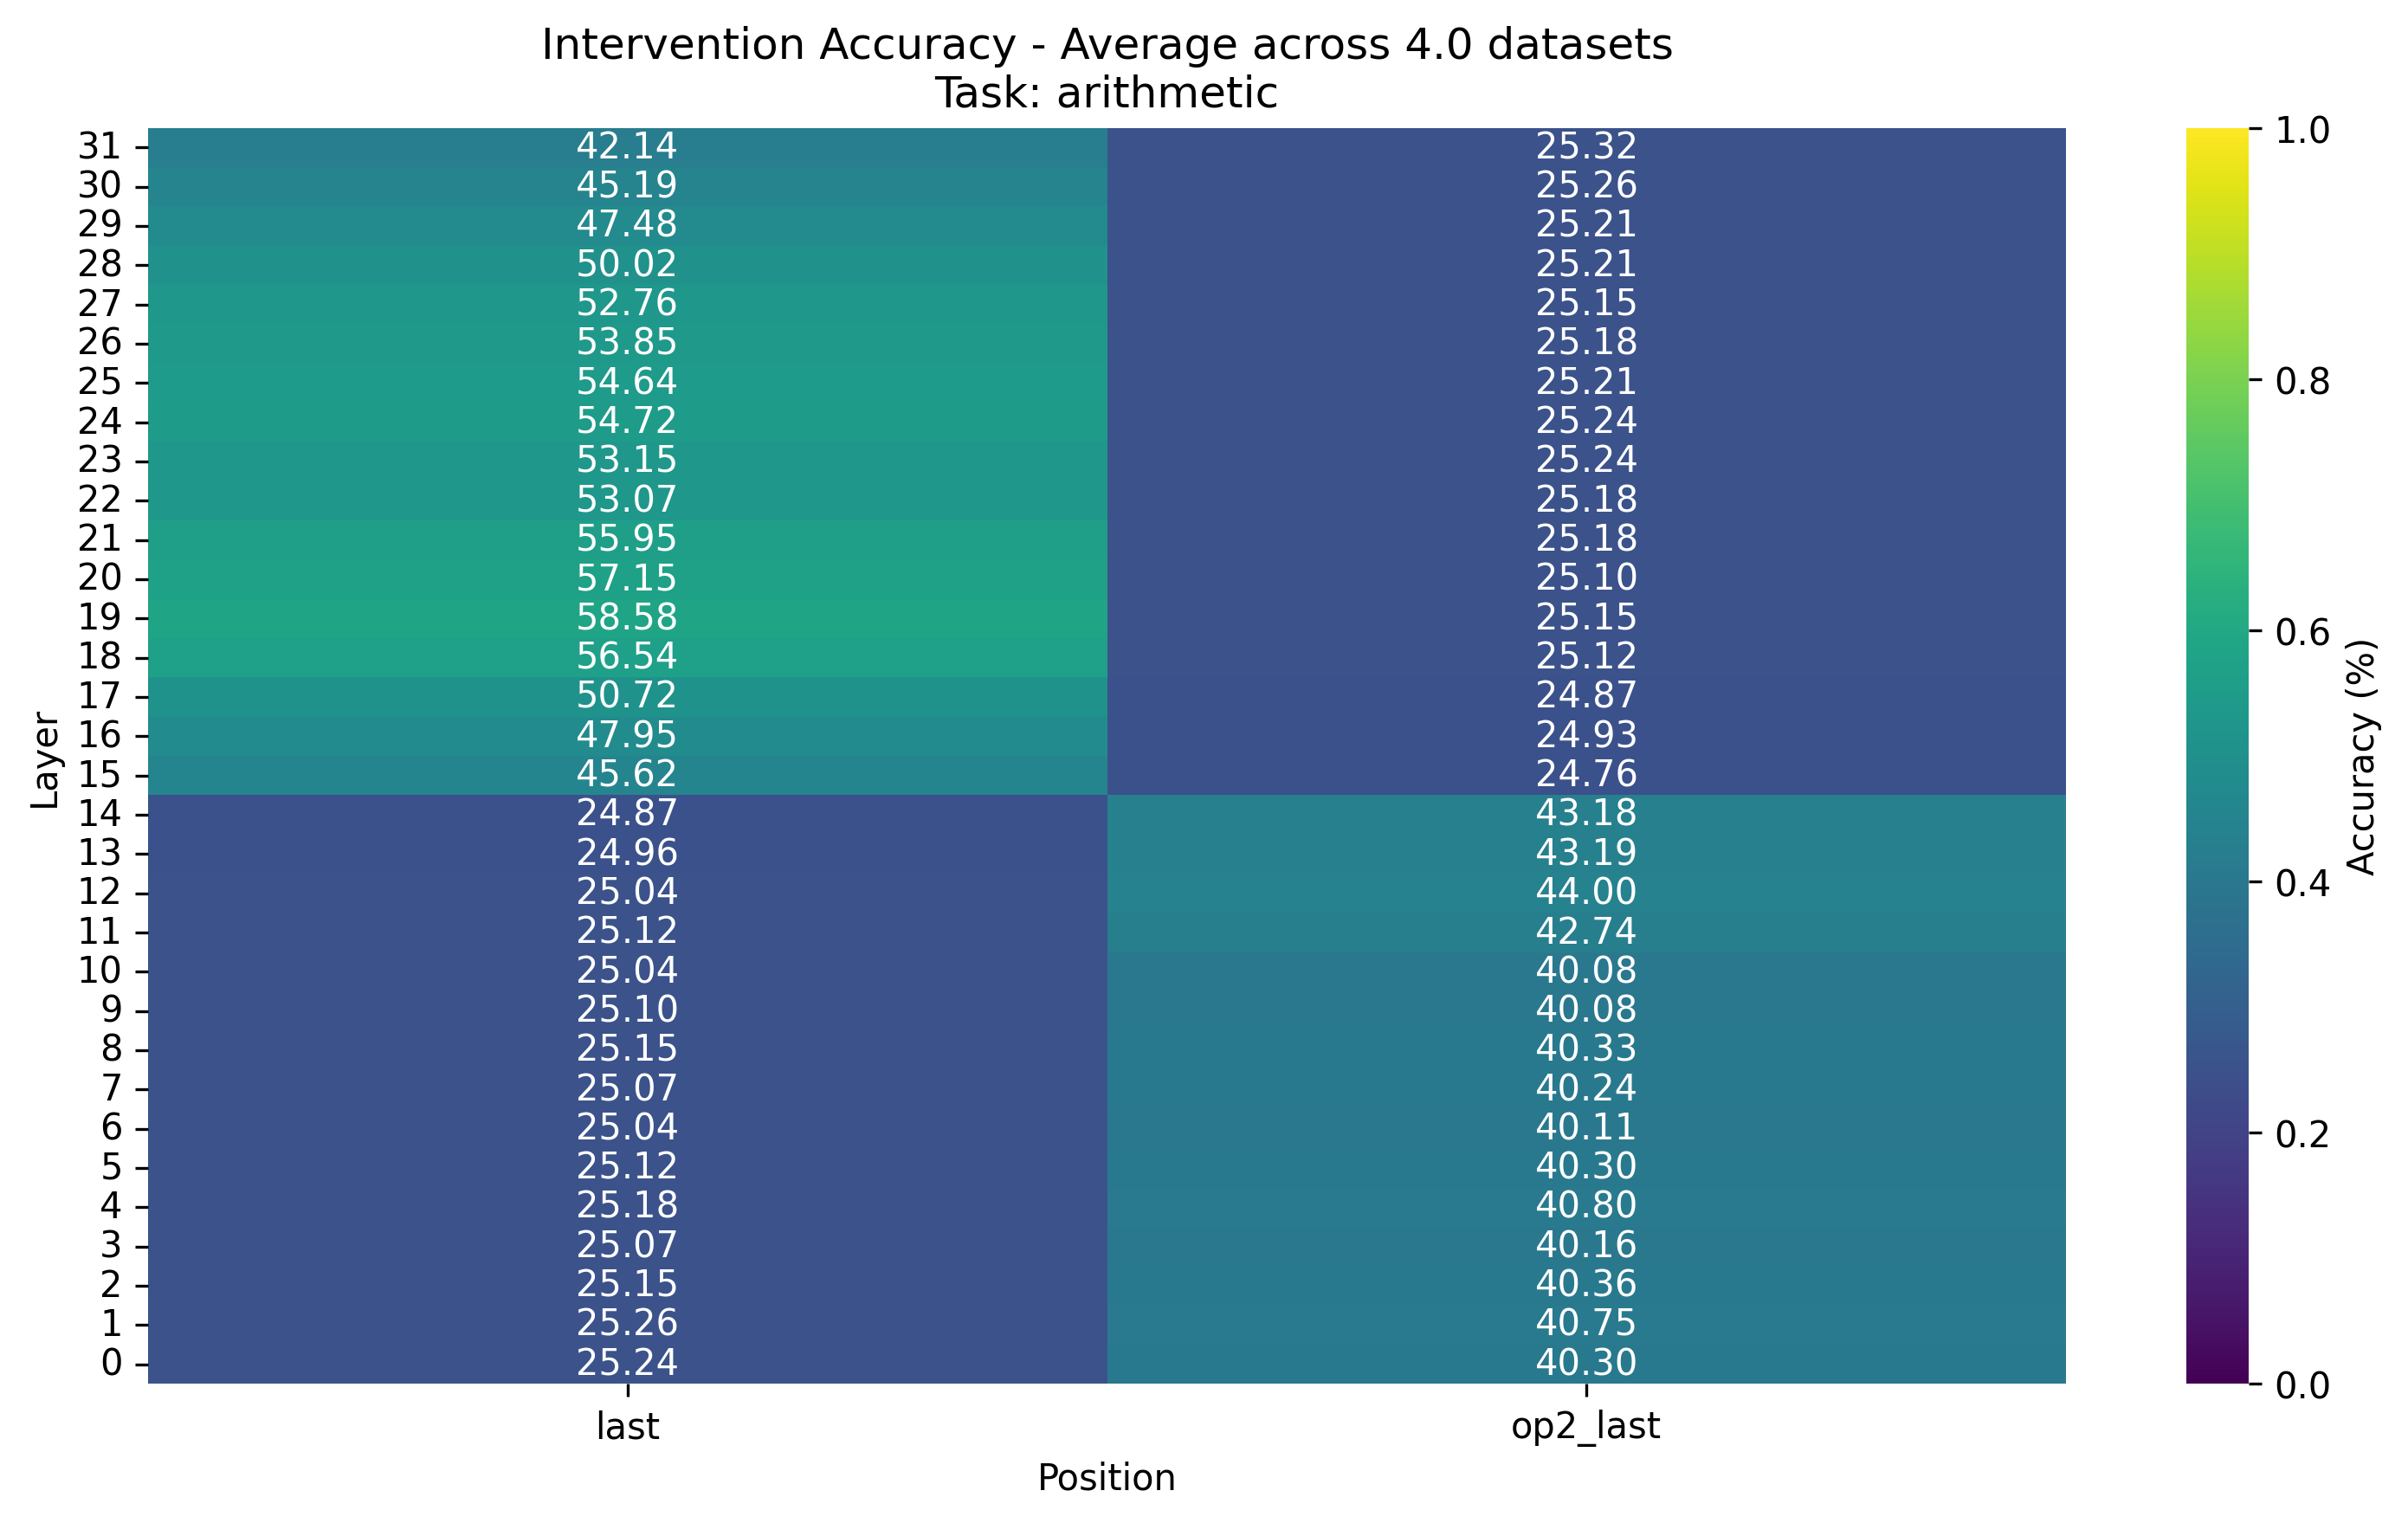 Intervention Accuracy - Average across 4.0 datasets
Task: arithmetic
31 42.14 25.32
30 45.19 25.26
29 47.48 25.21
28 50.02 25.21
27 52.76 25.15
26 53.85 25.18
25 54.64 25.21
24 54.72 25.24
23 53.15 25.24
22 53.07 25.18
21 55.95 25.18
20 57.15 25.10
19 58.58 25.15
18 56.54 25.12
17 50.72 24.87
16 47.95 24.93
15 45.62 24.76
14 24.87 43.18
13 24.96 43.19
12 25.04 44.00
11 25.12 42.74
10 25.04 40.08
9 25.10 40.08
8 25.15 40.33
7 25.07 40.24
6 25.04 40.11
5 25.12 40.30
4 25.18 40.80
3 25.07 40.16
2 25.15 40.36
1 25.26 40.75
0 25.24 40.30
last op2_last
Position
Layer
1.0
0.8
0.6
0.4
0.2
0.0
Accuracy (%)